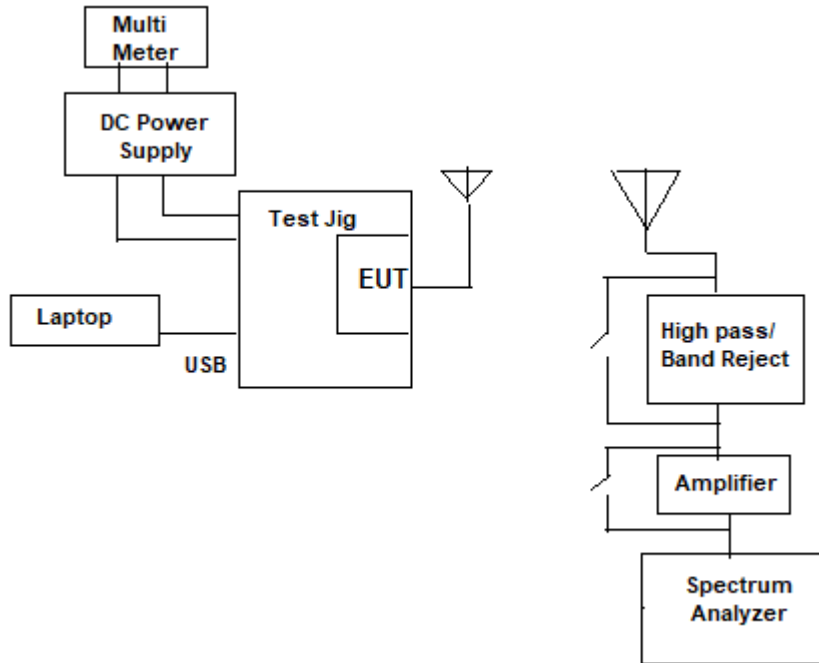 Multi
Meter
DC Power
Supply
Test Jig
EUT
Laptop
USB
High pass/
Band Reject
Amplifier
Spectrum
Analyzer